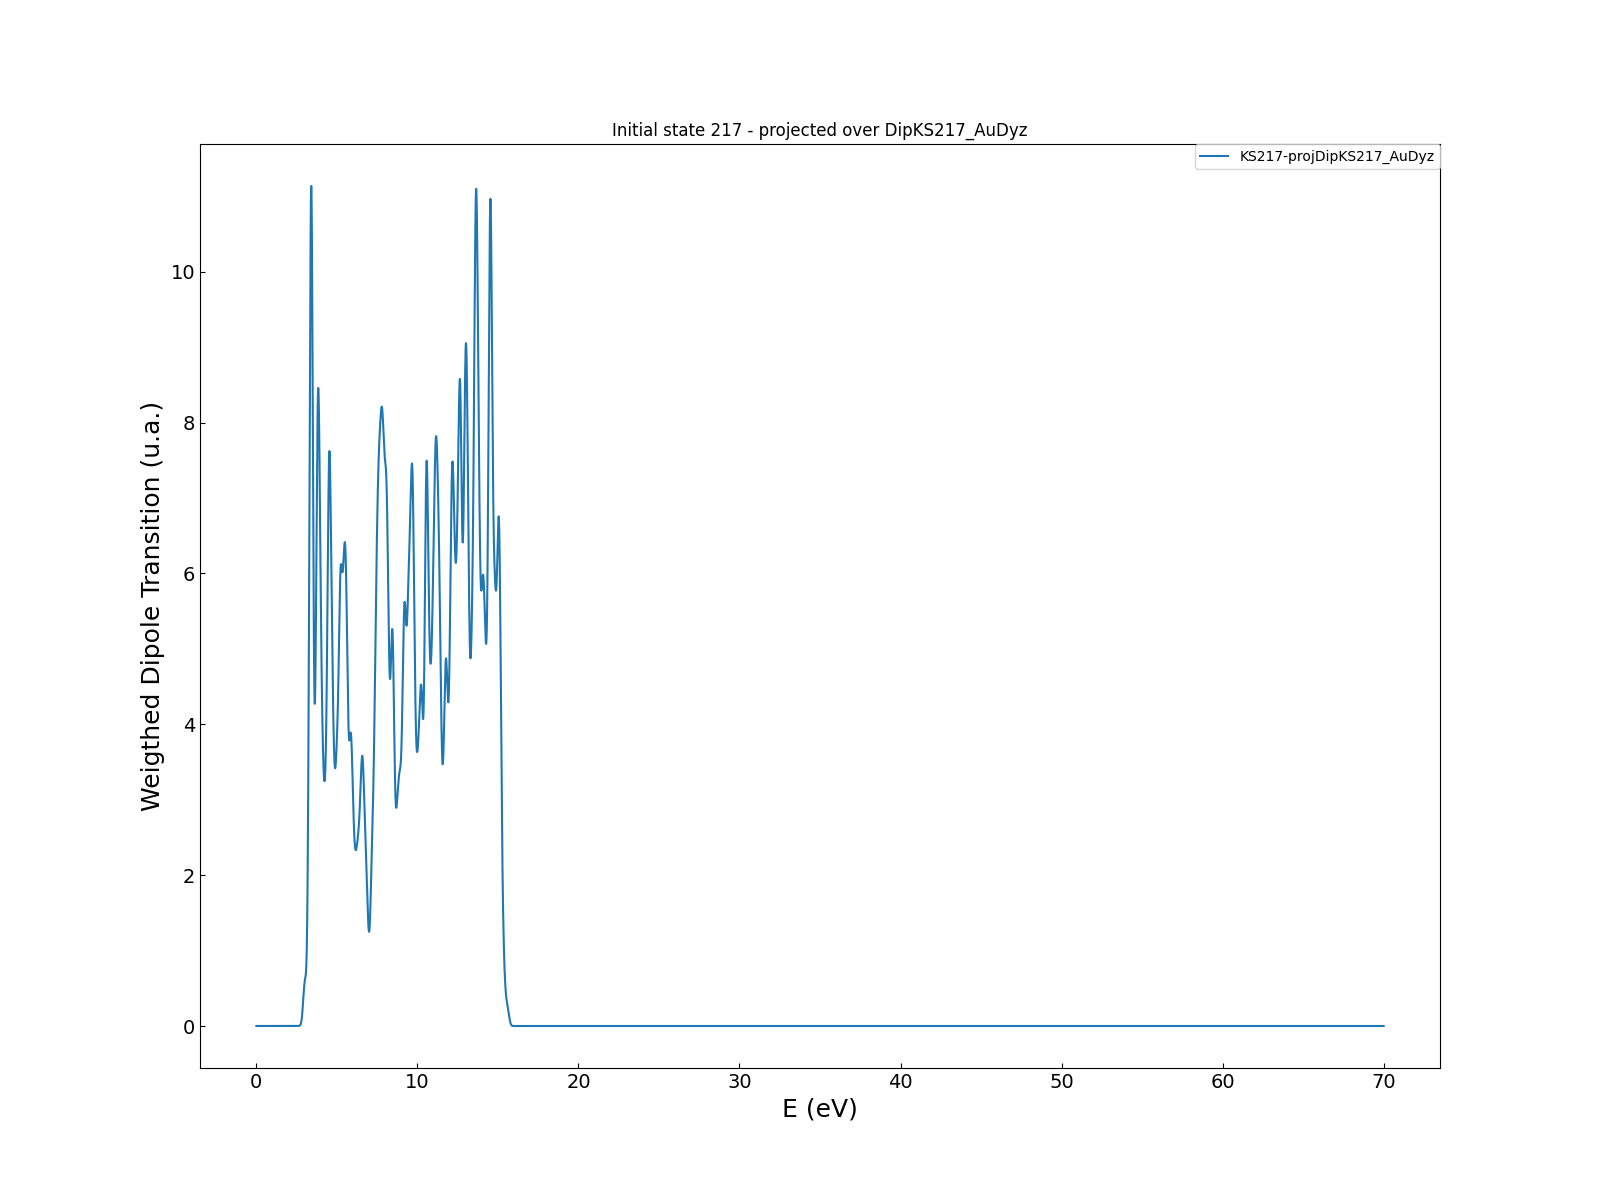 Initial state 217 - projected over DipKS217_AuDyz
KS217-projDipKS217_AuDyz
Weigthed Dipole Transition (u.a.)
10
8
6
4
2
0
0 10 20 30 40 50 60 70
E (eV)